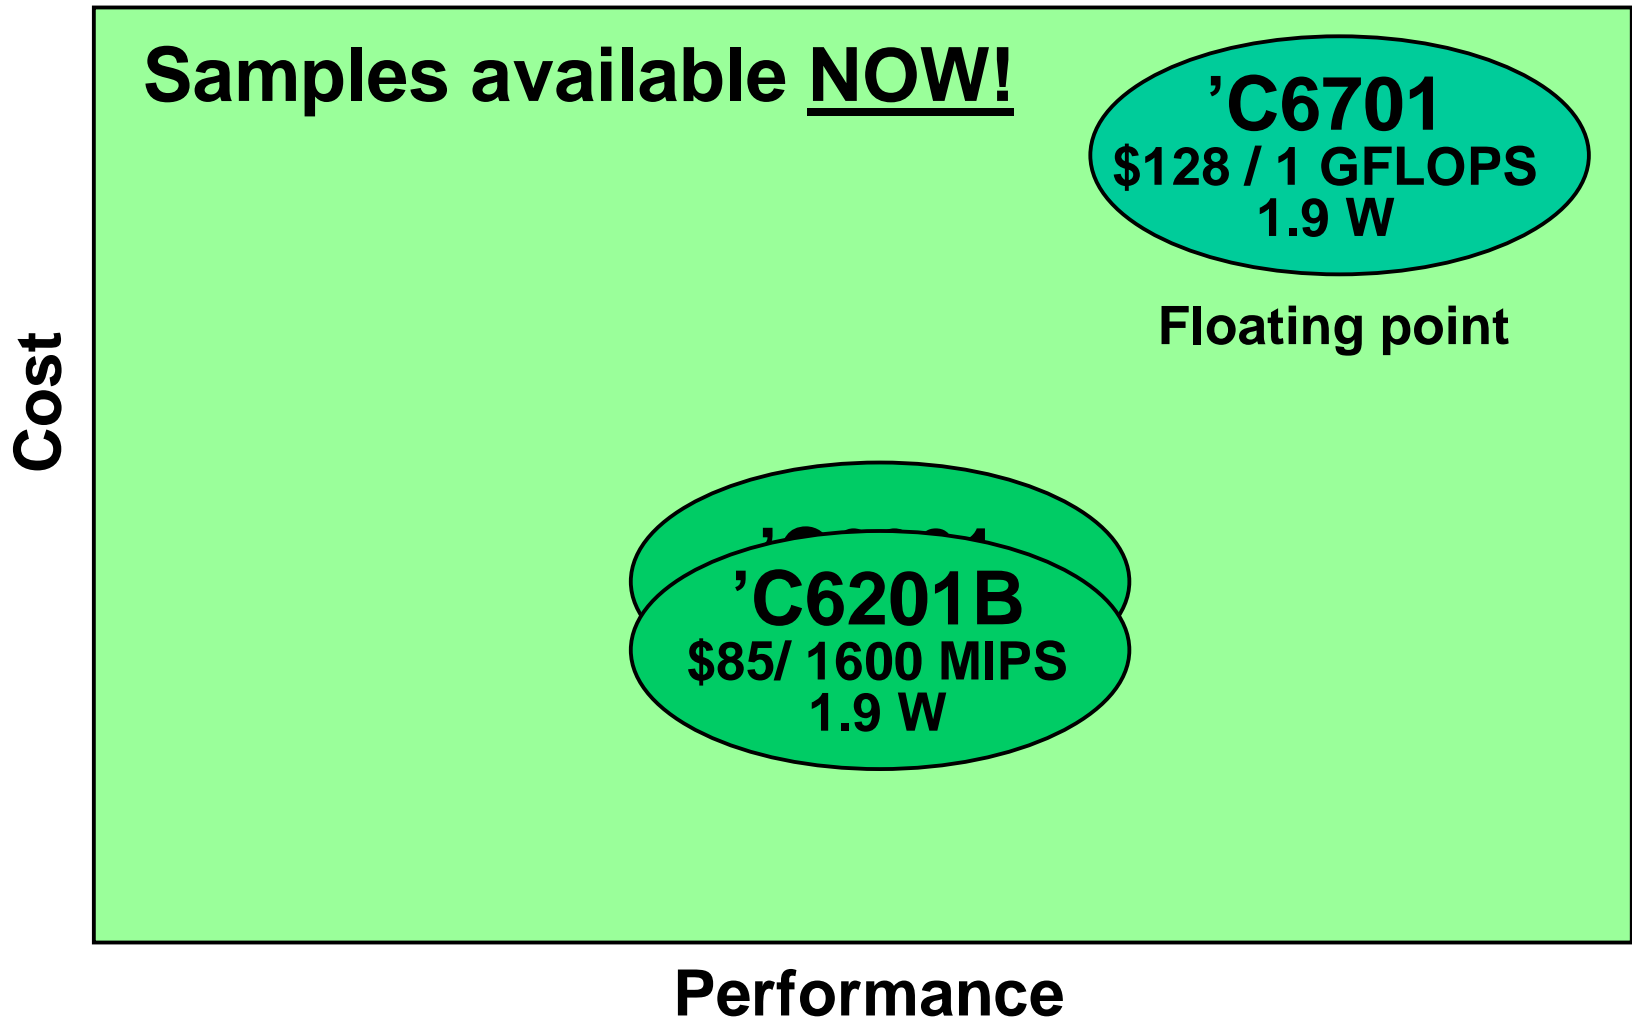 Samples available NOW!
’C6701
$128 / 1 GFLOPS
1.9 W
Floating point
Cost
’C6201B
$85/ 1600 MIPS
1.9 W
Performance